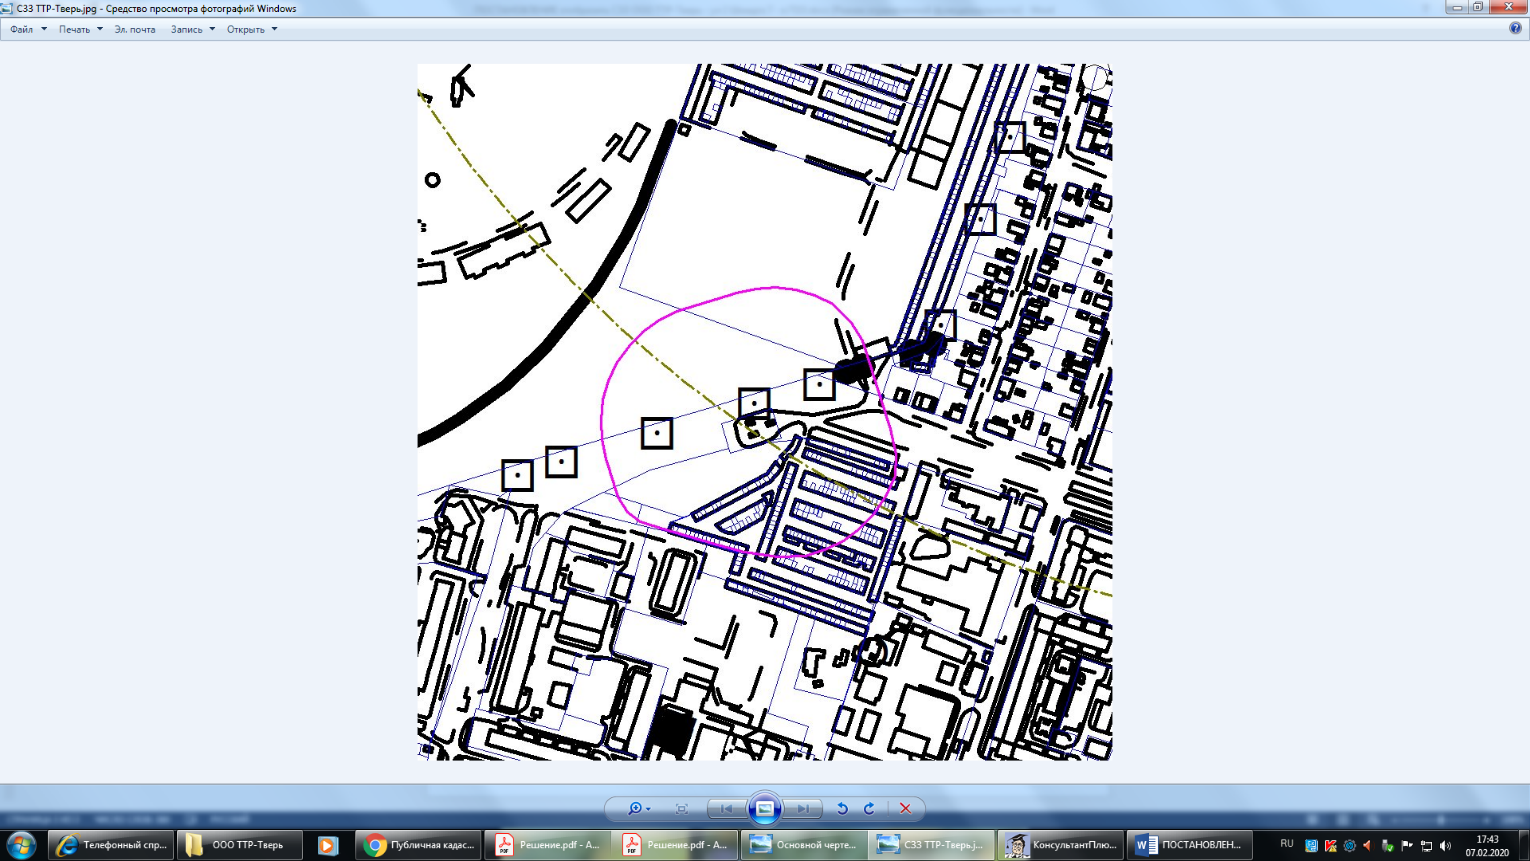 СЗЗ ТТР-Тверь.jpg - Средство просмотра фотографий Windows
Файл Печать Эл. почта Запись Открыть
Телефонный спр...
ООО ТТР-Тверь
Публичная кадас...
Решение.pdf - A...
Решение.pdf - A...
Основной черте...
СЗЗ ТТР-Тверь.j...
КонсультантПлю...
ПОСТАНОВЛЕН...
RU
17:43
07.02.2020